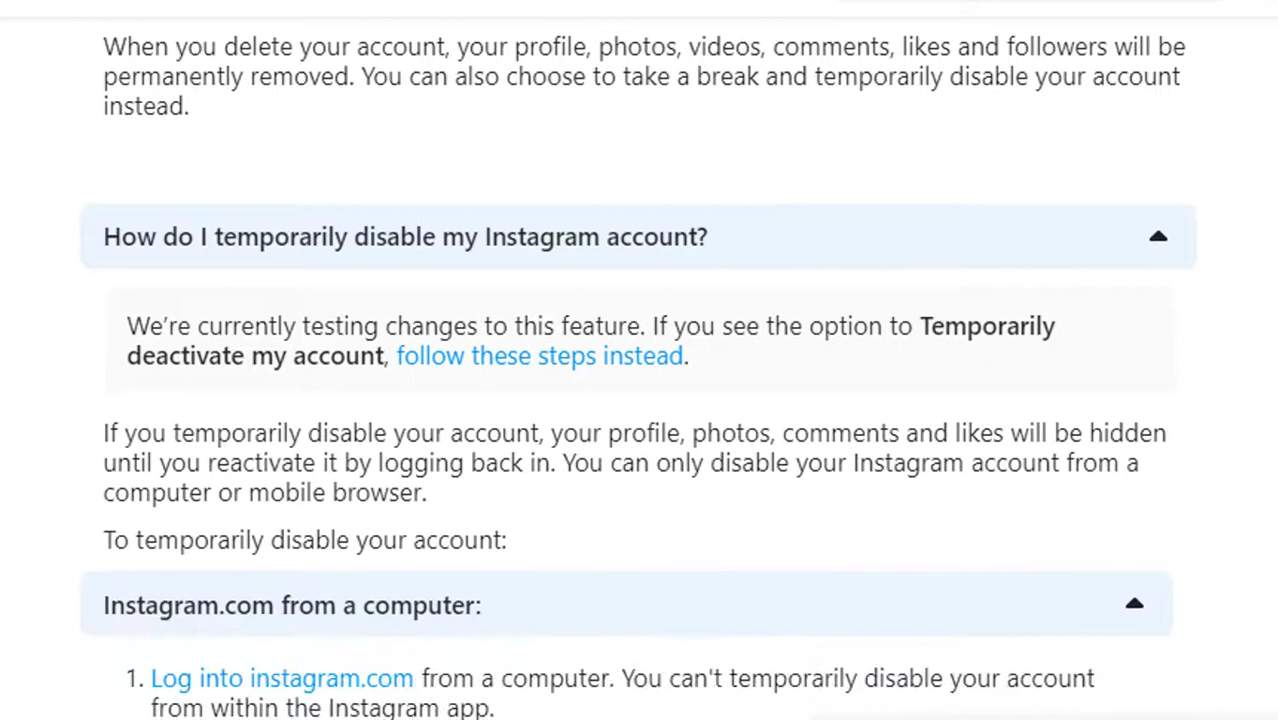 When you delete your account, your profile, photos, videos, comments, likes and followers will be
permanently removed. You can also choose to take a break and temporarily disable your account
instead.
How do I temporarily disable my Instagram account?
We’re currently testing changes to this feature. If you see the option to Temporarily
deactivate my account, follow these steps instead.
If you temporarily disable your account, your profile, photos, comments and likes will be hidden
until you reactivate it by logging back in. You can only disable your Instagram account from a
computer or mobile browser.
To temporarily disable your account:
Instagram.com from a computer:
1. Log into instagram.com from a computer. You can't temporarily disable your account
from within the Instagram app.